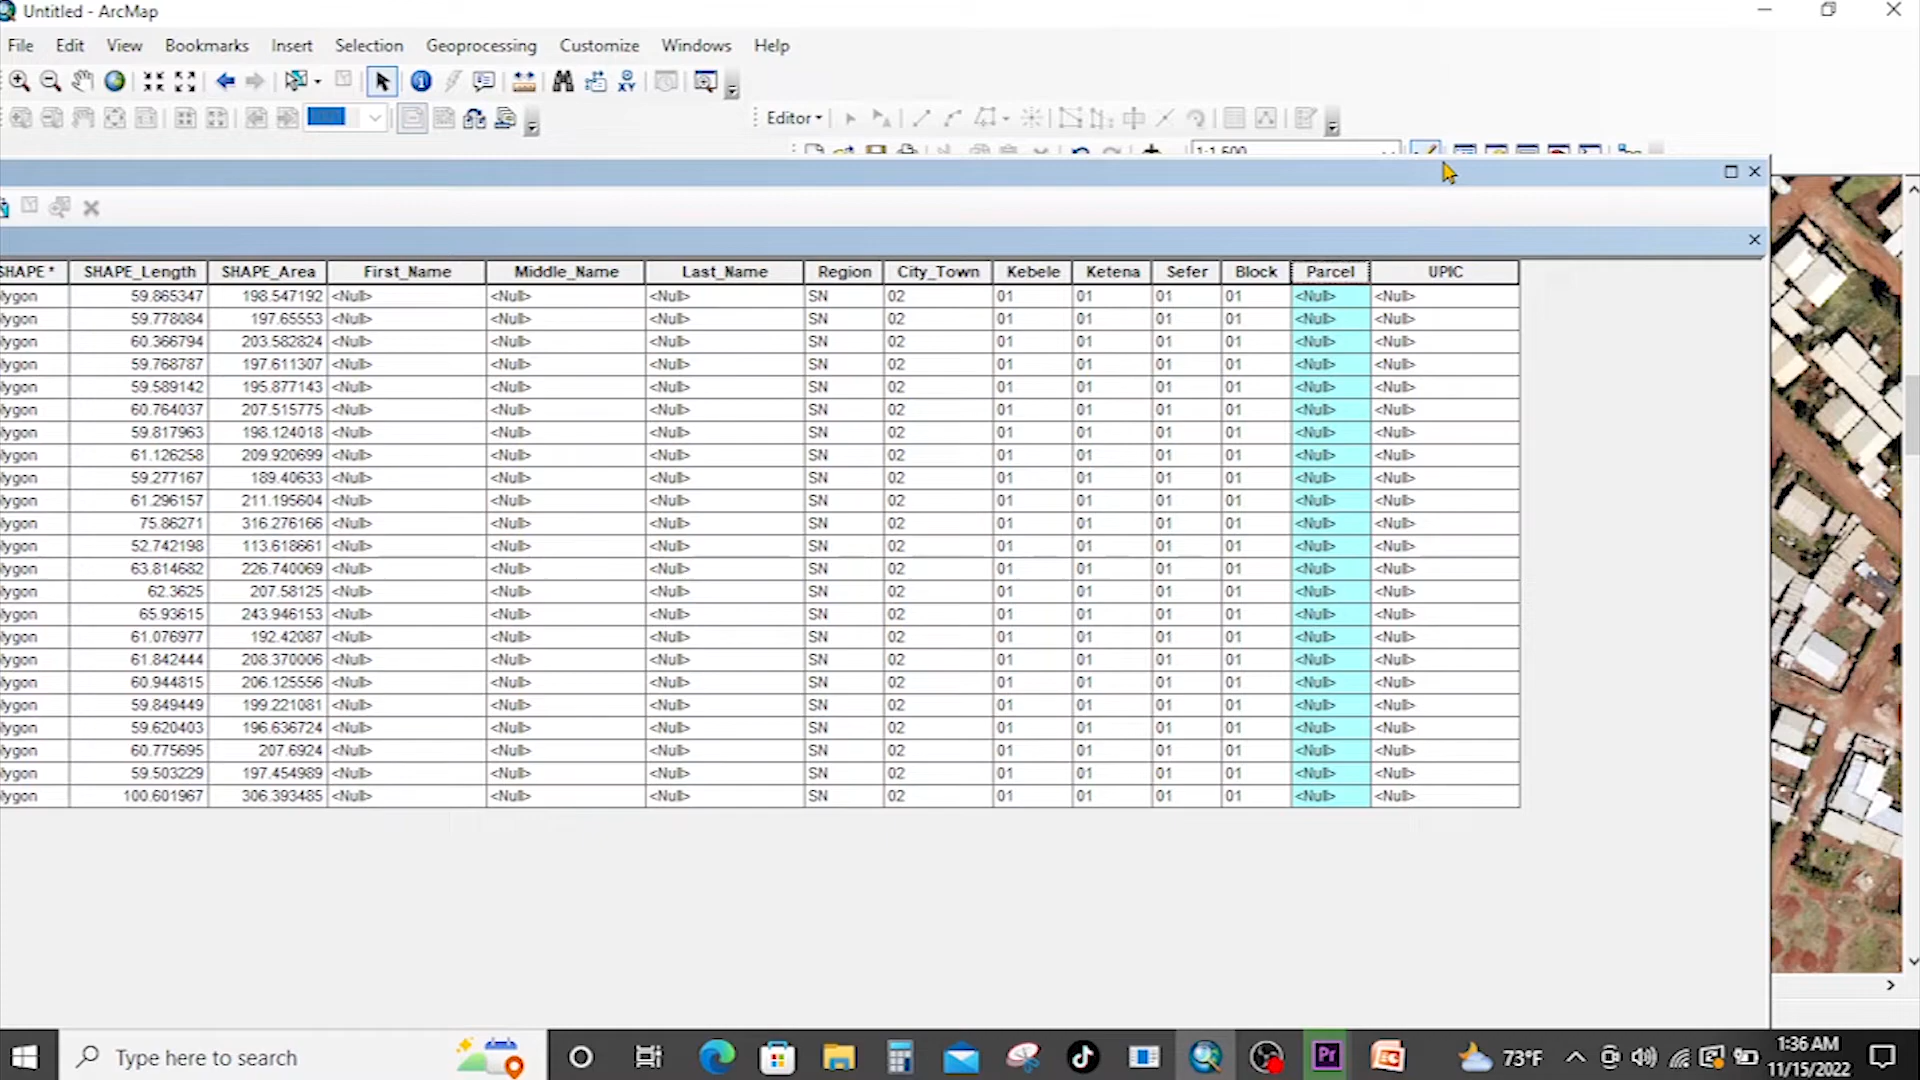 Untitled - ArcMap
File Edit View Bookmarks Insert Selection Geoprocessing Customize Windows Help
Editor
1:1,600
SHAPE * SHAPE_Length SHAPE_Area First_Name Middle_Name Last_Name Region City_Town Kebele Ketena Sefer Block Parcel UPIC
lygon 59.865347 198.547192 <Null> <Null> <Null> SN 02 01 01 01 01 <Null> <Null>
lygon 59.778084 197.65553 <Null> <Null> <Null> SN 02 01 01 01 01 <Null> <Null>
lygon 60.366794 203.582824 <Null> <Null> <Null> SN 02 01 01 01 01 <Null> <Null>
lygon 59.768787 197.611307 <Null> <Null> <Null> SN 02 01 01 01 01 <Null> <Null>
lygon 59.589142 195.877143 <Null> <Null> <Null> SN 02 01 01 01 01 <Null> <Null>
lygon 60.764037 207.515775 <Null> <Null> <Null> SN 02 01 01 01 01 <Null> <Null>
lygon 59.817963 198.124018 <Null> <Null> <Null> SN 02 01 01 01 01 <Null> <Null>
lygon 61.126258 209.920699 <Null> <Null> <Null> SN 02 01 01 01 01 <Null> <Null>
lygon 59.277167 189.40633 <Null> <Null> <Null> SN 02 01 01 01 01 <Null> <Null>
lygon 61.296157 211.195604 <Null> <Null> <Null> SN 02 01 01 01 01 <Null> <Null>
lygon 75.86271 316.276166 <Null> <Null> <Null> SN 02 01 01 01 01 <Null> <Null>
lygon 52.742198 113.618661 <Null> <Null> <Null> SN 02 01 01 01 01 <Null> <Null>
lygon 63.814682 226.740069 <Null> <Null> <Null> SN 02 01 01 01 01 <Null> <Null>
lygon 62.3625 207.58125 <Null> <Null> <Null> SN 02 01 01 01 01 <Null> <Null>
lygon 65.93615 243.946153 <Null> <Null> <Null> SN 02 01 01 01 01 <Null> <Null>
lygon 61.076977 192.42087 <Null> <Null> <Null> SN 02 01 01 01 01 <Null> <Null>
lygon 61.842444 208.370006 <Null> <Null> <Null> SN 02 01 01 01 01 <Null> <Null>
lygon 60.944815 206.125556 <Null> <Null> <Null> SN 02 01 01 01 01 <Null> <Null>
lygon 59.849449 199.221081 <Null> <Null> <Null> SN 02 01 01 01 01 <Null> <Null>
lygon 59.620403 196.636724 <Null> <Null> <Null> SN 02 01 01 01 01 <Null> <Null>
lygon 60.775695 207.6924 <Null> <Null> <Null> SN 02 01 01 01 01 <Null> <Null>
lygon 59.503229 197.454989 <Null> <Null> <Null> SN 02 01 01 01 01 <Null> <Null>
lygon 100.601967 306.393485 <Null> <Null> <Null> SN 02 01 01 01 01 <Null> <Null>
Type here to search
73°F
1:36 AM
11/15/2022